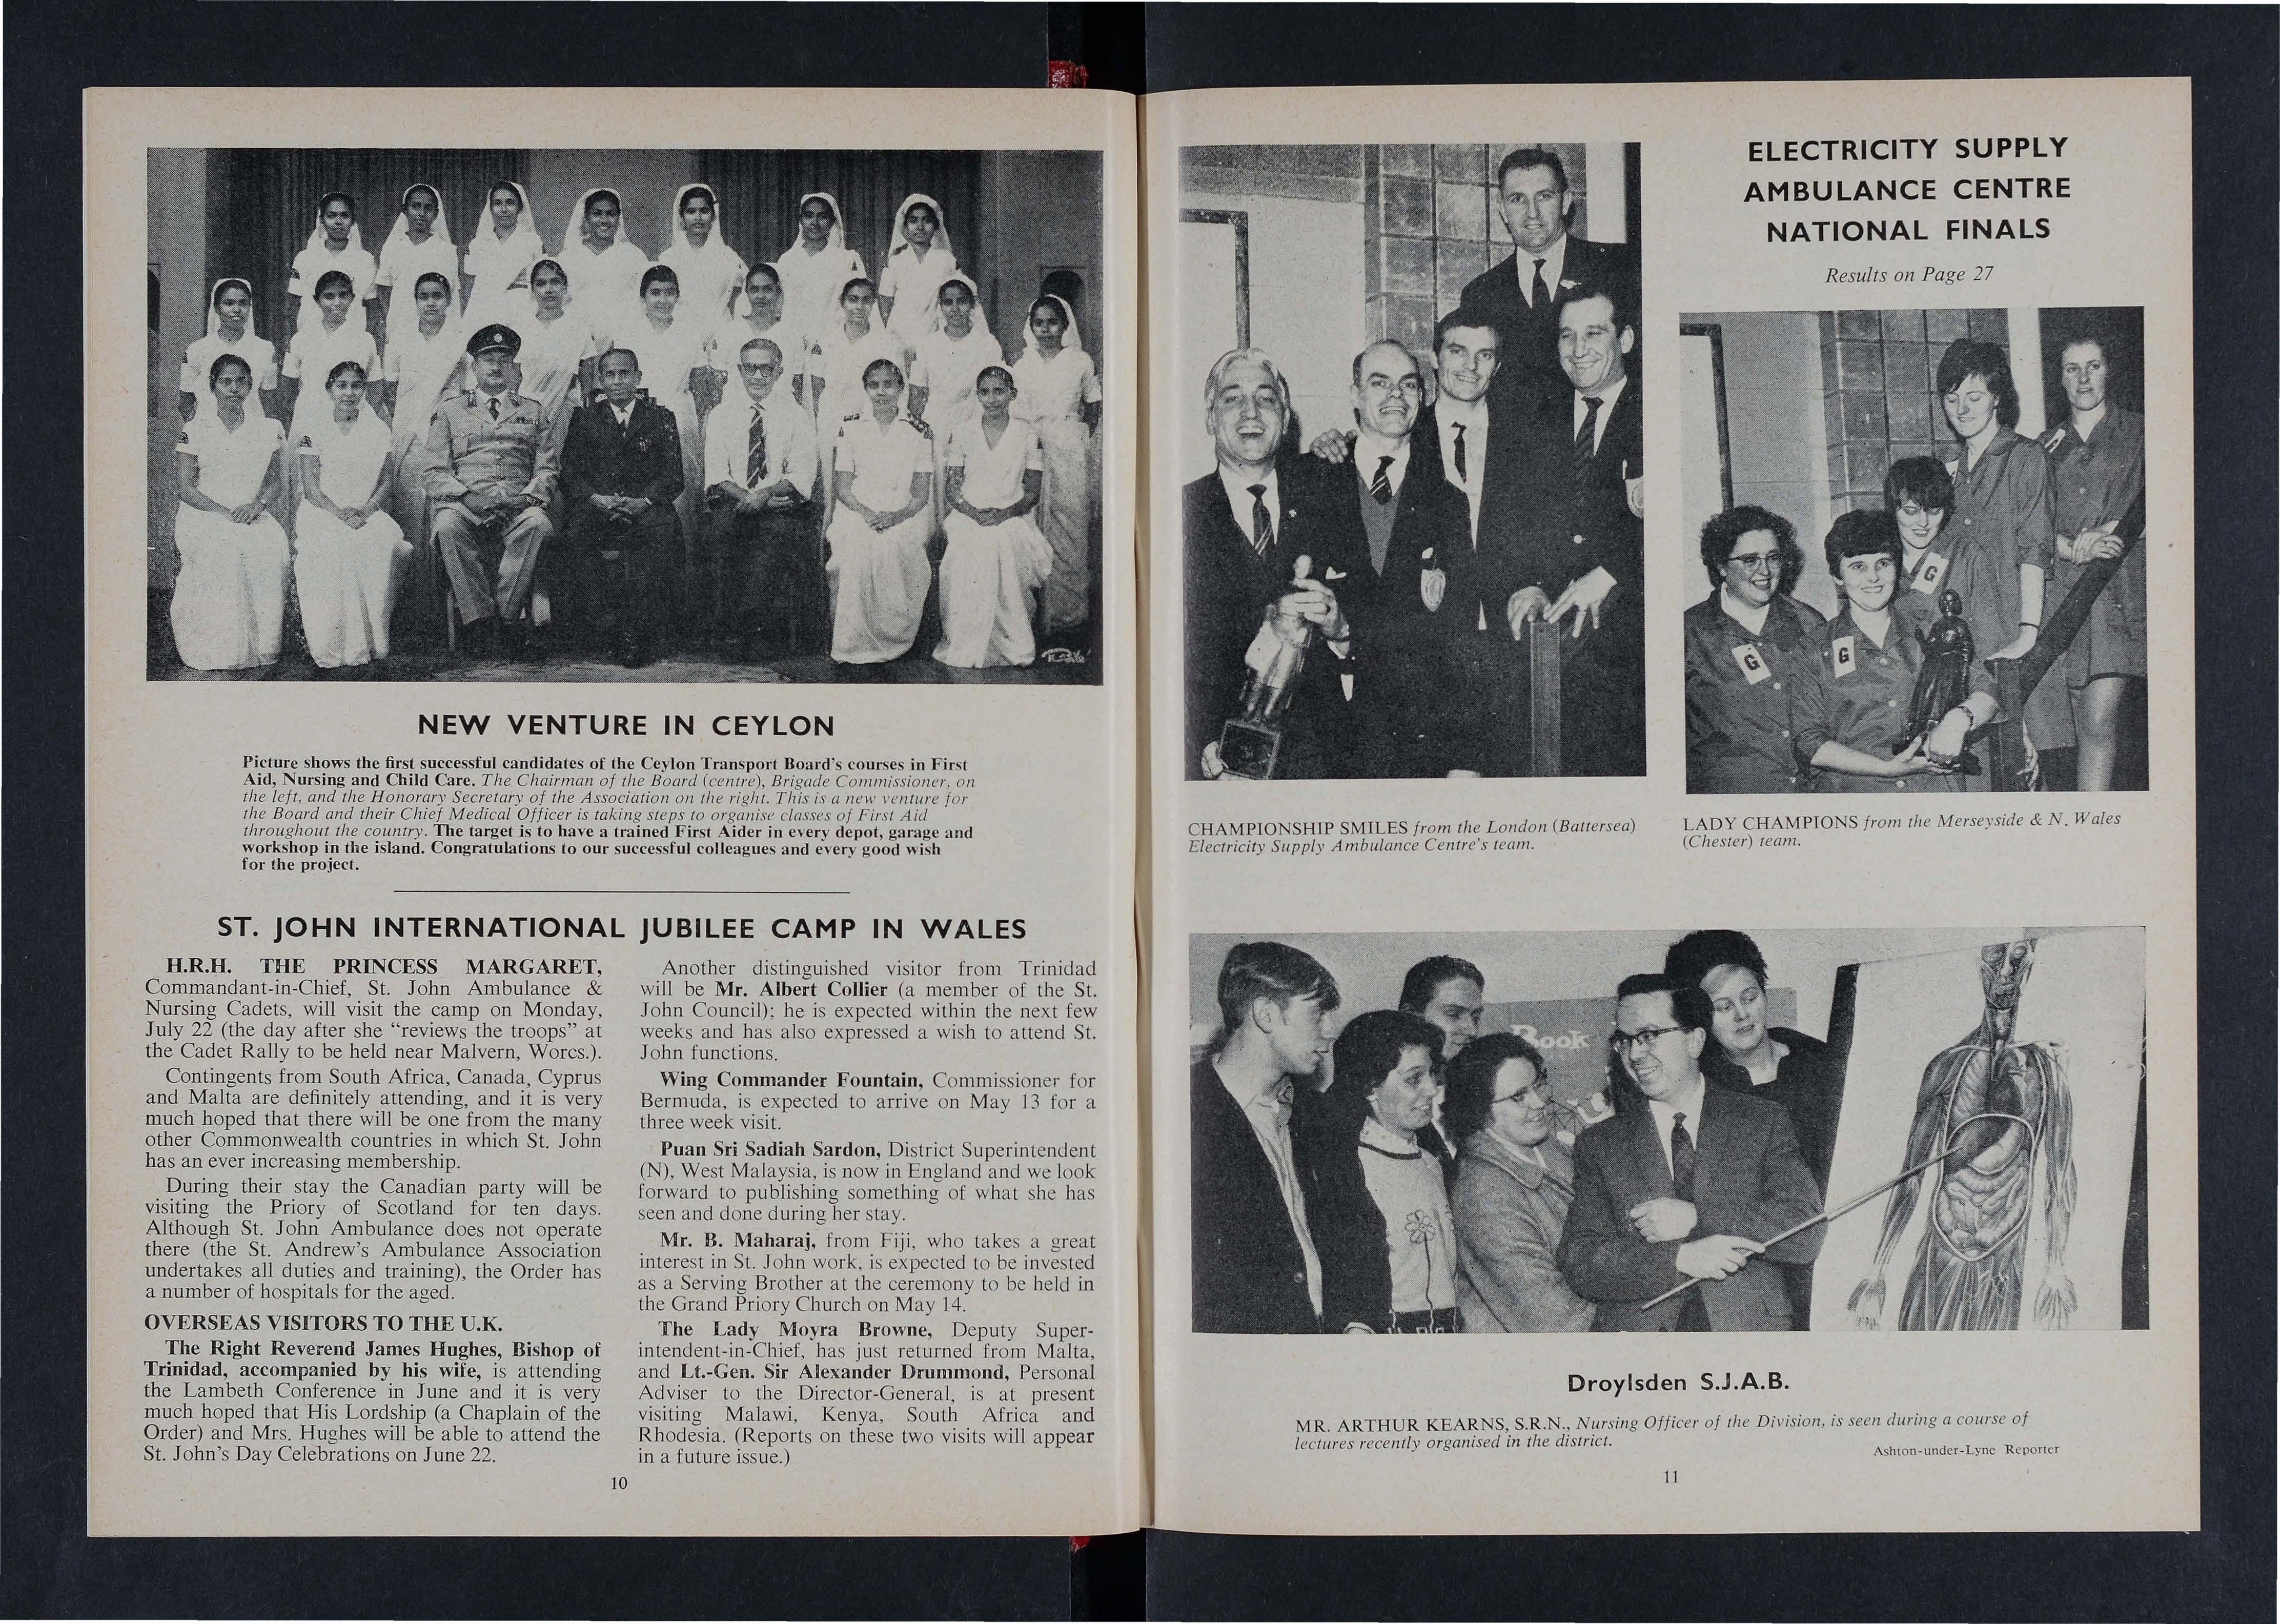 NEW VENTURE IN CEYLON
Picture shows the first successful candidates of the Ceylon Transport Board's courses in First
Aid, Nursing and Child Care. The Chairman of the Board (centre), Brigade Commissioner, on
the left, and the Honorary Secretary of the Association on the right. This is a new venture for
the Board and their Chief Medical Officer is taking steps to organise classes of First Aid
throughout the country. The target is to have a trained First Aider in every depot, garage and
workshop in the island. Congratulations to our successful colleagues and every good wish
for the project.
ST. JOHN INTERNATIONAL JUBILEE CAMP IN WALES
H.R.H. THE PRINCESS MARGARET,
Commandant-in-Chief, St. John Ambulance &
Nursing Cadets, will visit the camp on Monday,
July 22 (the day after she “reviews the troops” at
the Cadet Rally to be held near Malvern, Worcs.).
Contingents from South Africa, Canada, Cyprus
and Malta are definitely attending, and it is very
much hoped that there will be one from the many
other Commonwealth countries in which St. John
has an ever increasing membership.
During their stay the Canadian party will be
visiting the Priory of Scotland for ten days.
Although St. John Ambulance does not operate
there (the St. Andrew's Ambulance Association
undertakes all duties and training), the Order has
a number of hospitals for the aged.
OVERSEAS VISITORS TO THE U.K.
The Right Reverend James Hughes, Bishop of
Trinidad, accompanied by his wife, is attending
the Lambeth Conference in June and it is very
much hoped that His Lordship (a Chaplain of the
Order) and Mrs. Hughes will be able to attend the
St. John's Day Celebrations on June 22.
Another distinguished visitor from Trinidad
will be Mr. Albert Collier (a member of the St.
John Council); he is expected within the next few
weeks and has also expressed a wish to attend St.
John functions.
Wing Commander Fountain, Commissioner for
Bermuda, is expected to arrive on May 13 for a
three week visit.
Puan Sri Sadiah Sardon, District Superintendent
(N), West Malaysia, is now in England and we look
forward to publishing something of what she has
seen and done during her stay.
Mr. B. Maharaj, from Fiji, who takes a great
interest in St. John work, is expected to be invested
as a Serving Brother at the ceremony to be held in
the Grand Priory Church on May 14.
The Lady Moyra Browne, Deputy Super-
intendent-in-Chief, has just returned from Malta,
and Lt.-Gen. Sir Alexander Drummond, Personal
Adviser to the Director-General, is at present
visiting Malawi, Kenya, South Africa and
Rhodesia. (Reports on these two visits will appear
in a future issue.)
10
ELECTRICITY SUPPLY
AMBULANCE CENTRE
NATIONAL FINALS
Results on Page 27
G
G
G
CHAMPIONSHIP SMILES from the London (Battersea)
Electricity Supply Ambulance Centre's team.
LADY CHAMPIONS from the Merseyside & N. Wales
(Chester) team.
Book
Droylsden S.J.A.B.
MR. ARTHUR KEARNS, S.R.N., Nursing Officer of the Division, is seen during a course of
lectures recently organised in the district.
Ashton-under-Lyne Reporter
11